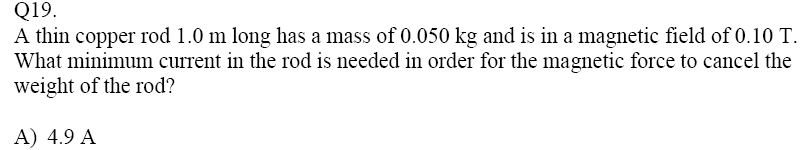 Q19.
A thin copper rod 1.0 m long has a mass of 0.050 kg and is in a magnetic field of 0.10 T.
What minimum current in the rod is needed in order for the magnetic force to cancel the
weight of the rod?
A) 4.9 A